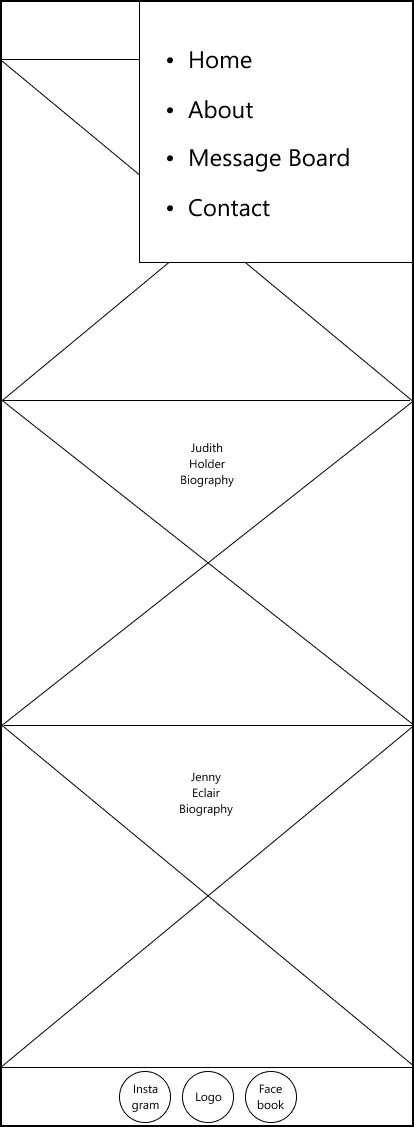 • Home
• About
• Message Board
• Contact
Judith
Holder
Biography
Jenny
Eclair
Biography
Insta
gram
Logo
Face
book